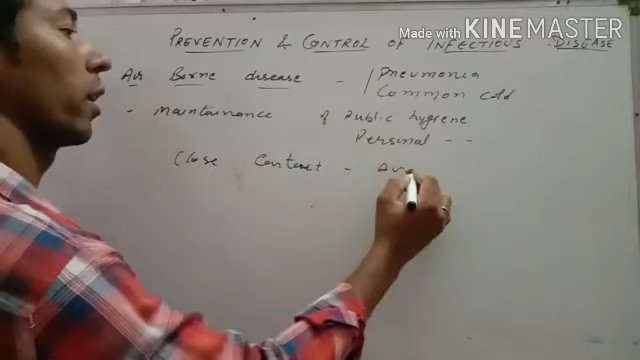 Made with KINEMASTER
PREVENTION & CONTROL OF INFECTIOUS DISEASE
Air Borne disease - Pneumonia
Common cold
- Maintainance of Public hygiene
Personal - -
Close Contact - Av